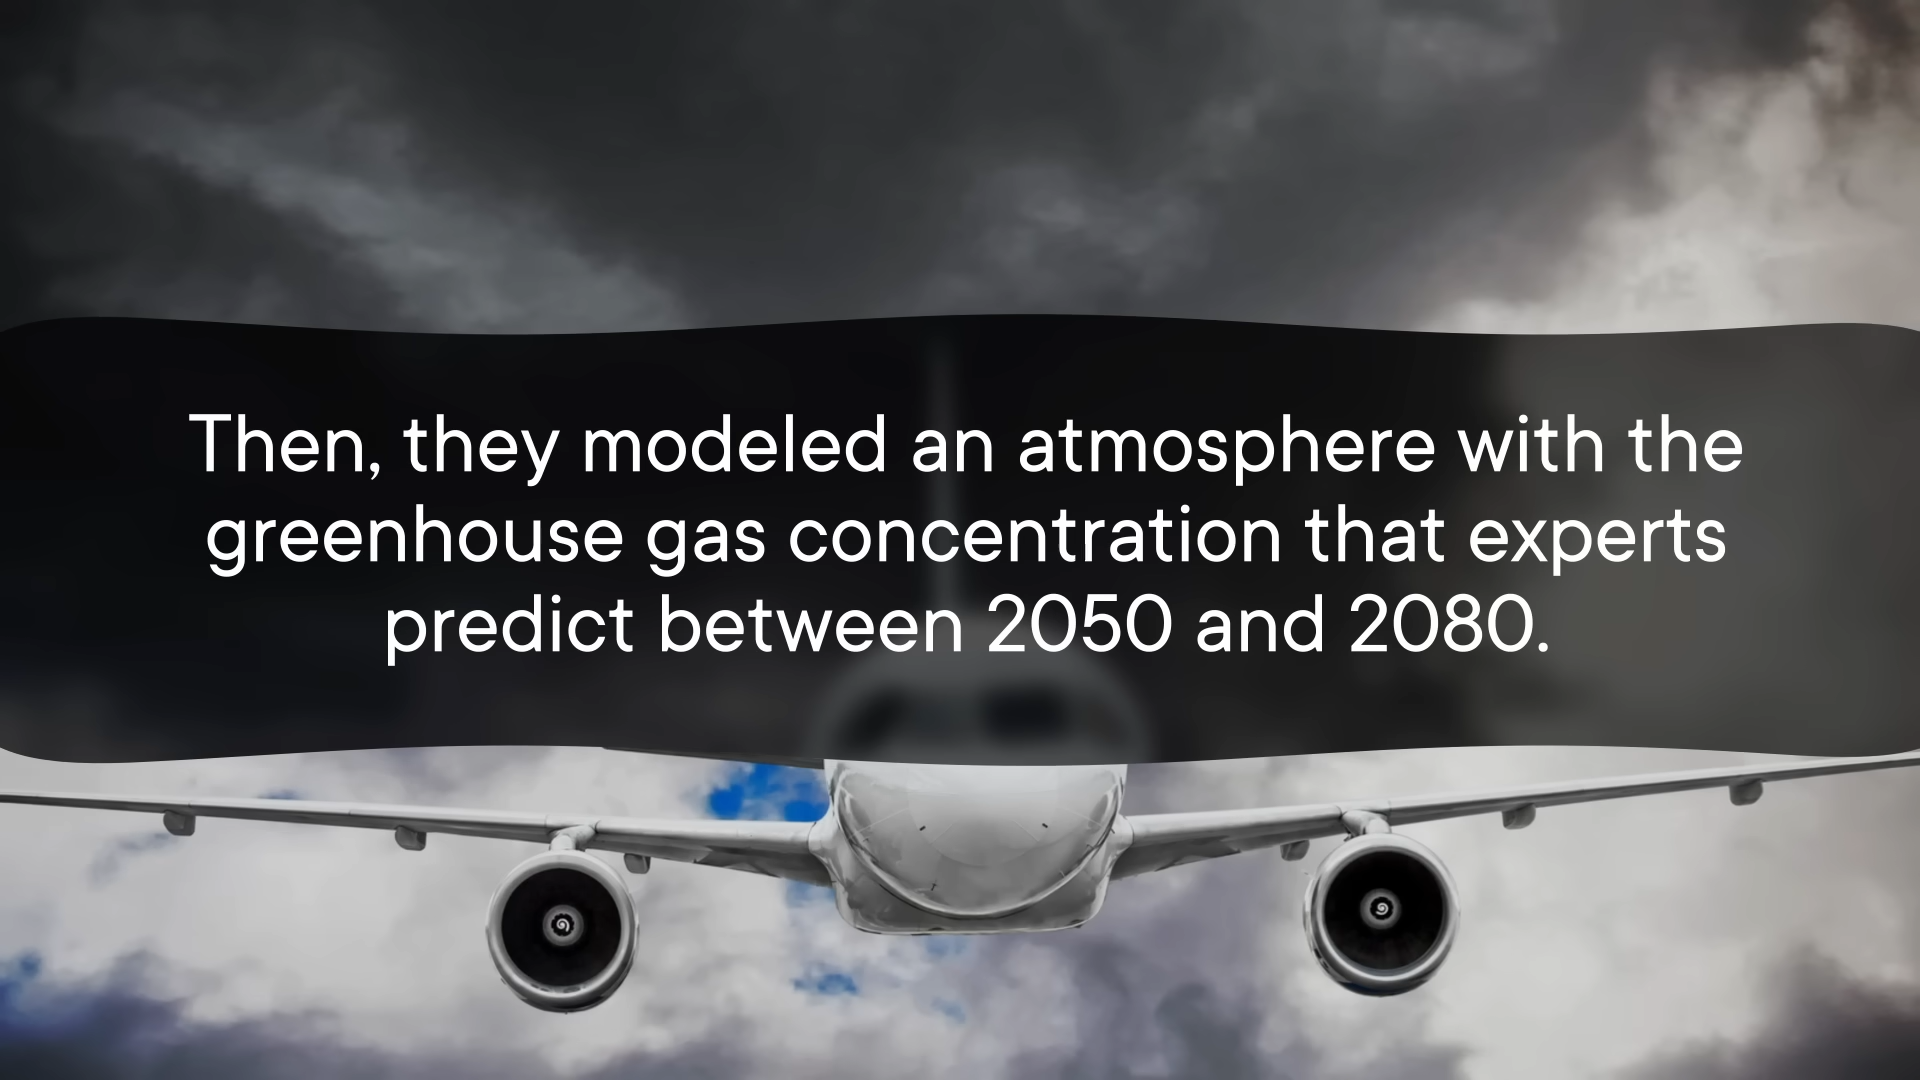 Then, they modeled an atmosphere with the
greenhouse gas concentration that experts
predict between 2050 and 2080.